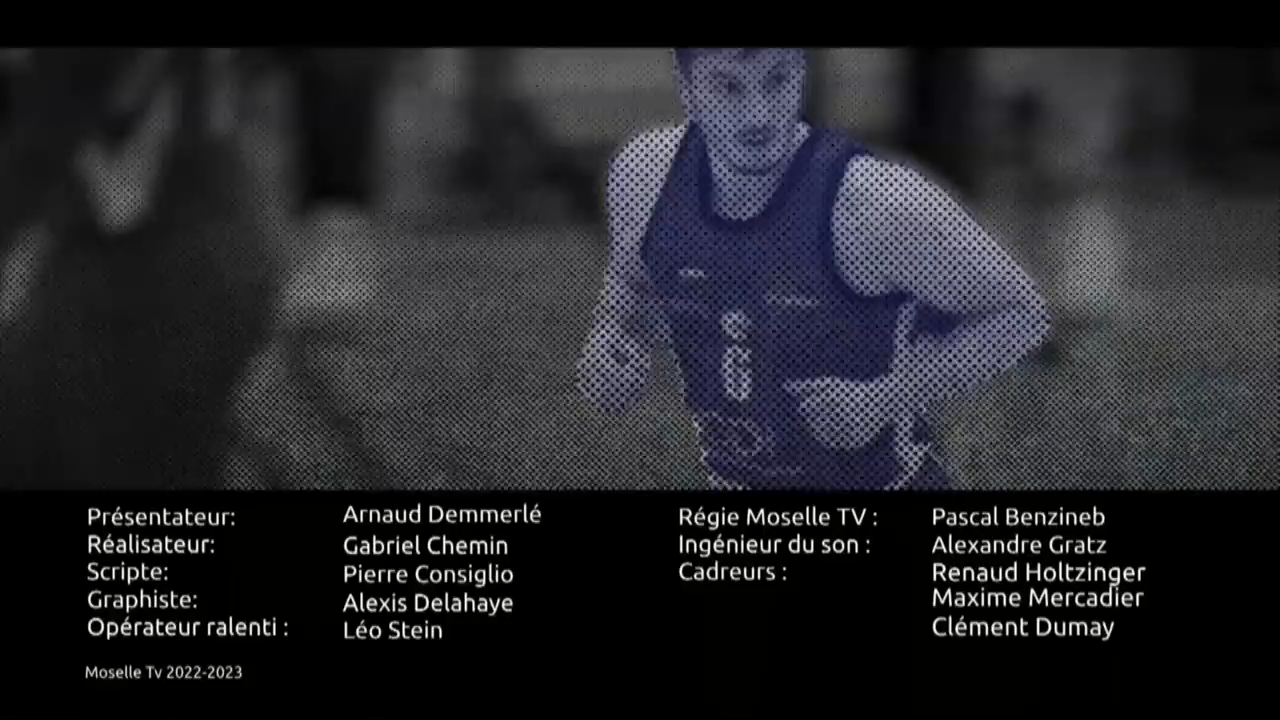 Présentateur: Arnaud Demmerlé
Réalisateur: Gabriel Chemin
Scripte: Pierre Consiglio
Graphiste: Alexis Delahaye
Opérateur ralenti : Léo Stein
Régie Moselle TV : Pascal Benzineb
Ingénieur du son : Alexandre Gratz
Cadreurs : Renaud Holtzinger
Maxime Mercadier
Clément Dumay
Moselle Tv 2022-2023